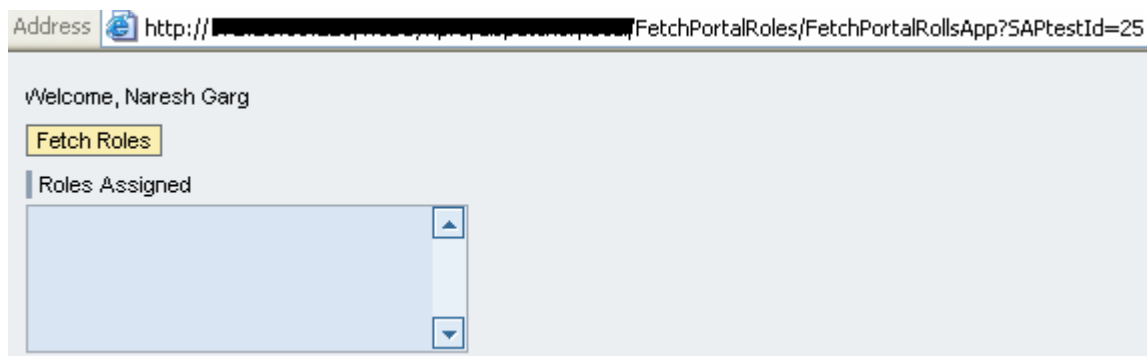 Address http:// /FetchPortalRoles/FetchPortalRollsApp?SAPtestId=25
Welcome, Naresh Garg
Fetch Roles
Roles Assigned